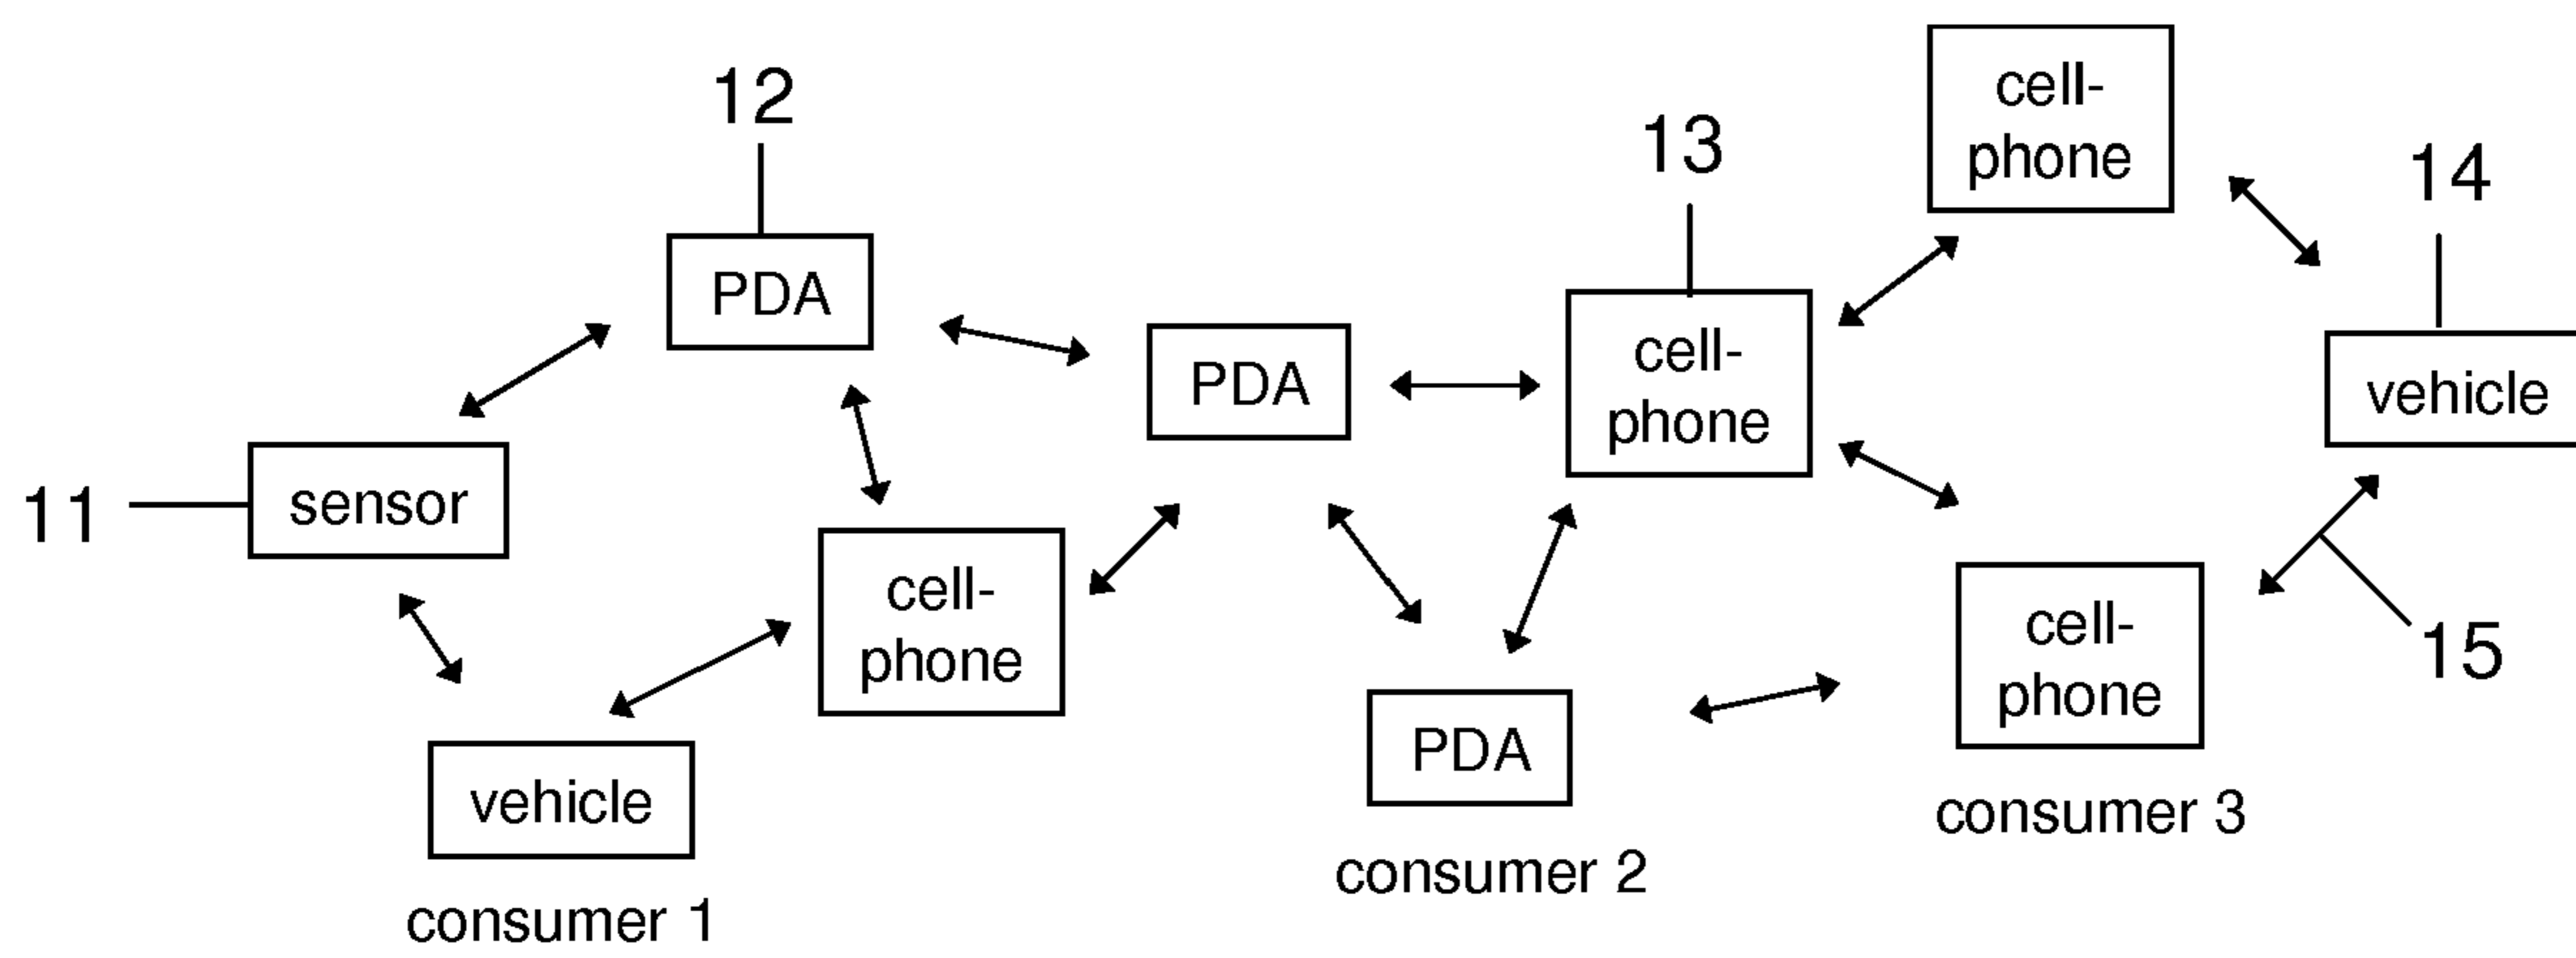 12
13
cell-
phone
14
PDA
PDA
cell-
phone
vehicle
11
sensor
cell-
phone
cell-
phone
15
PDA
vehicle
consumer 3
consumer 2
consumer 1